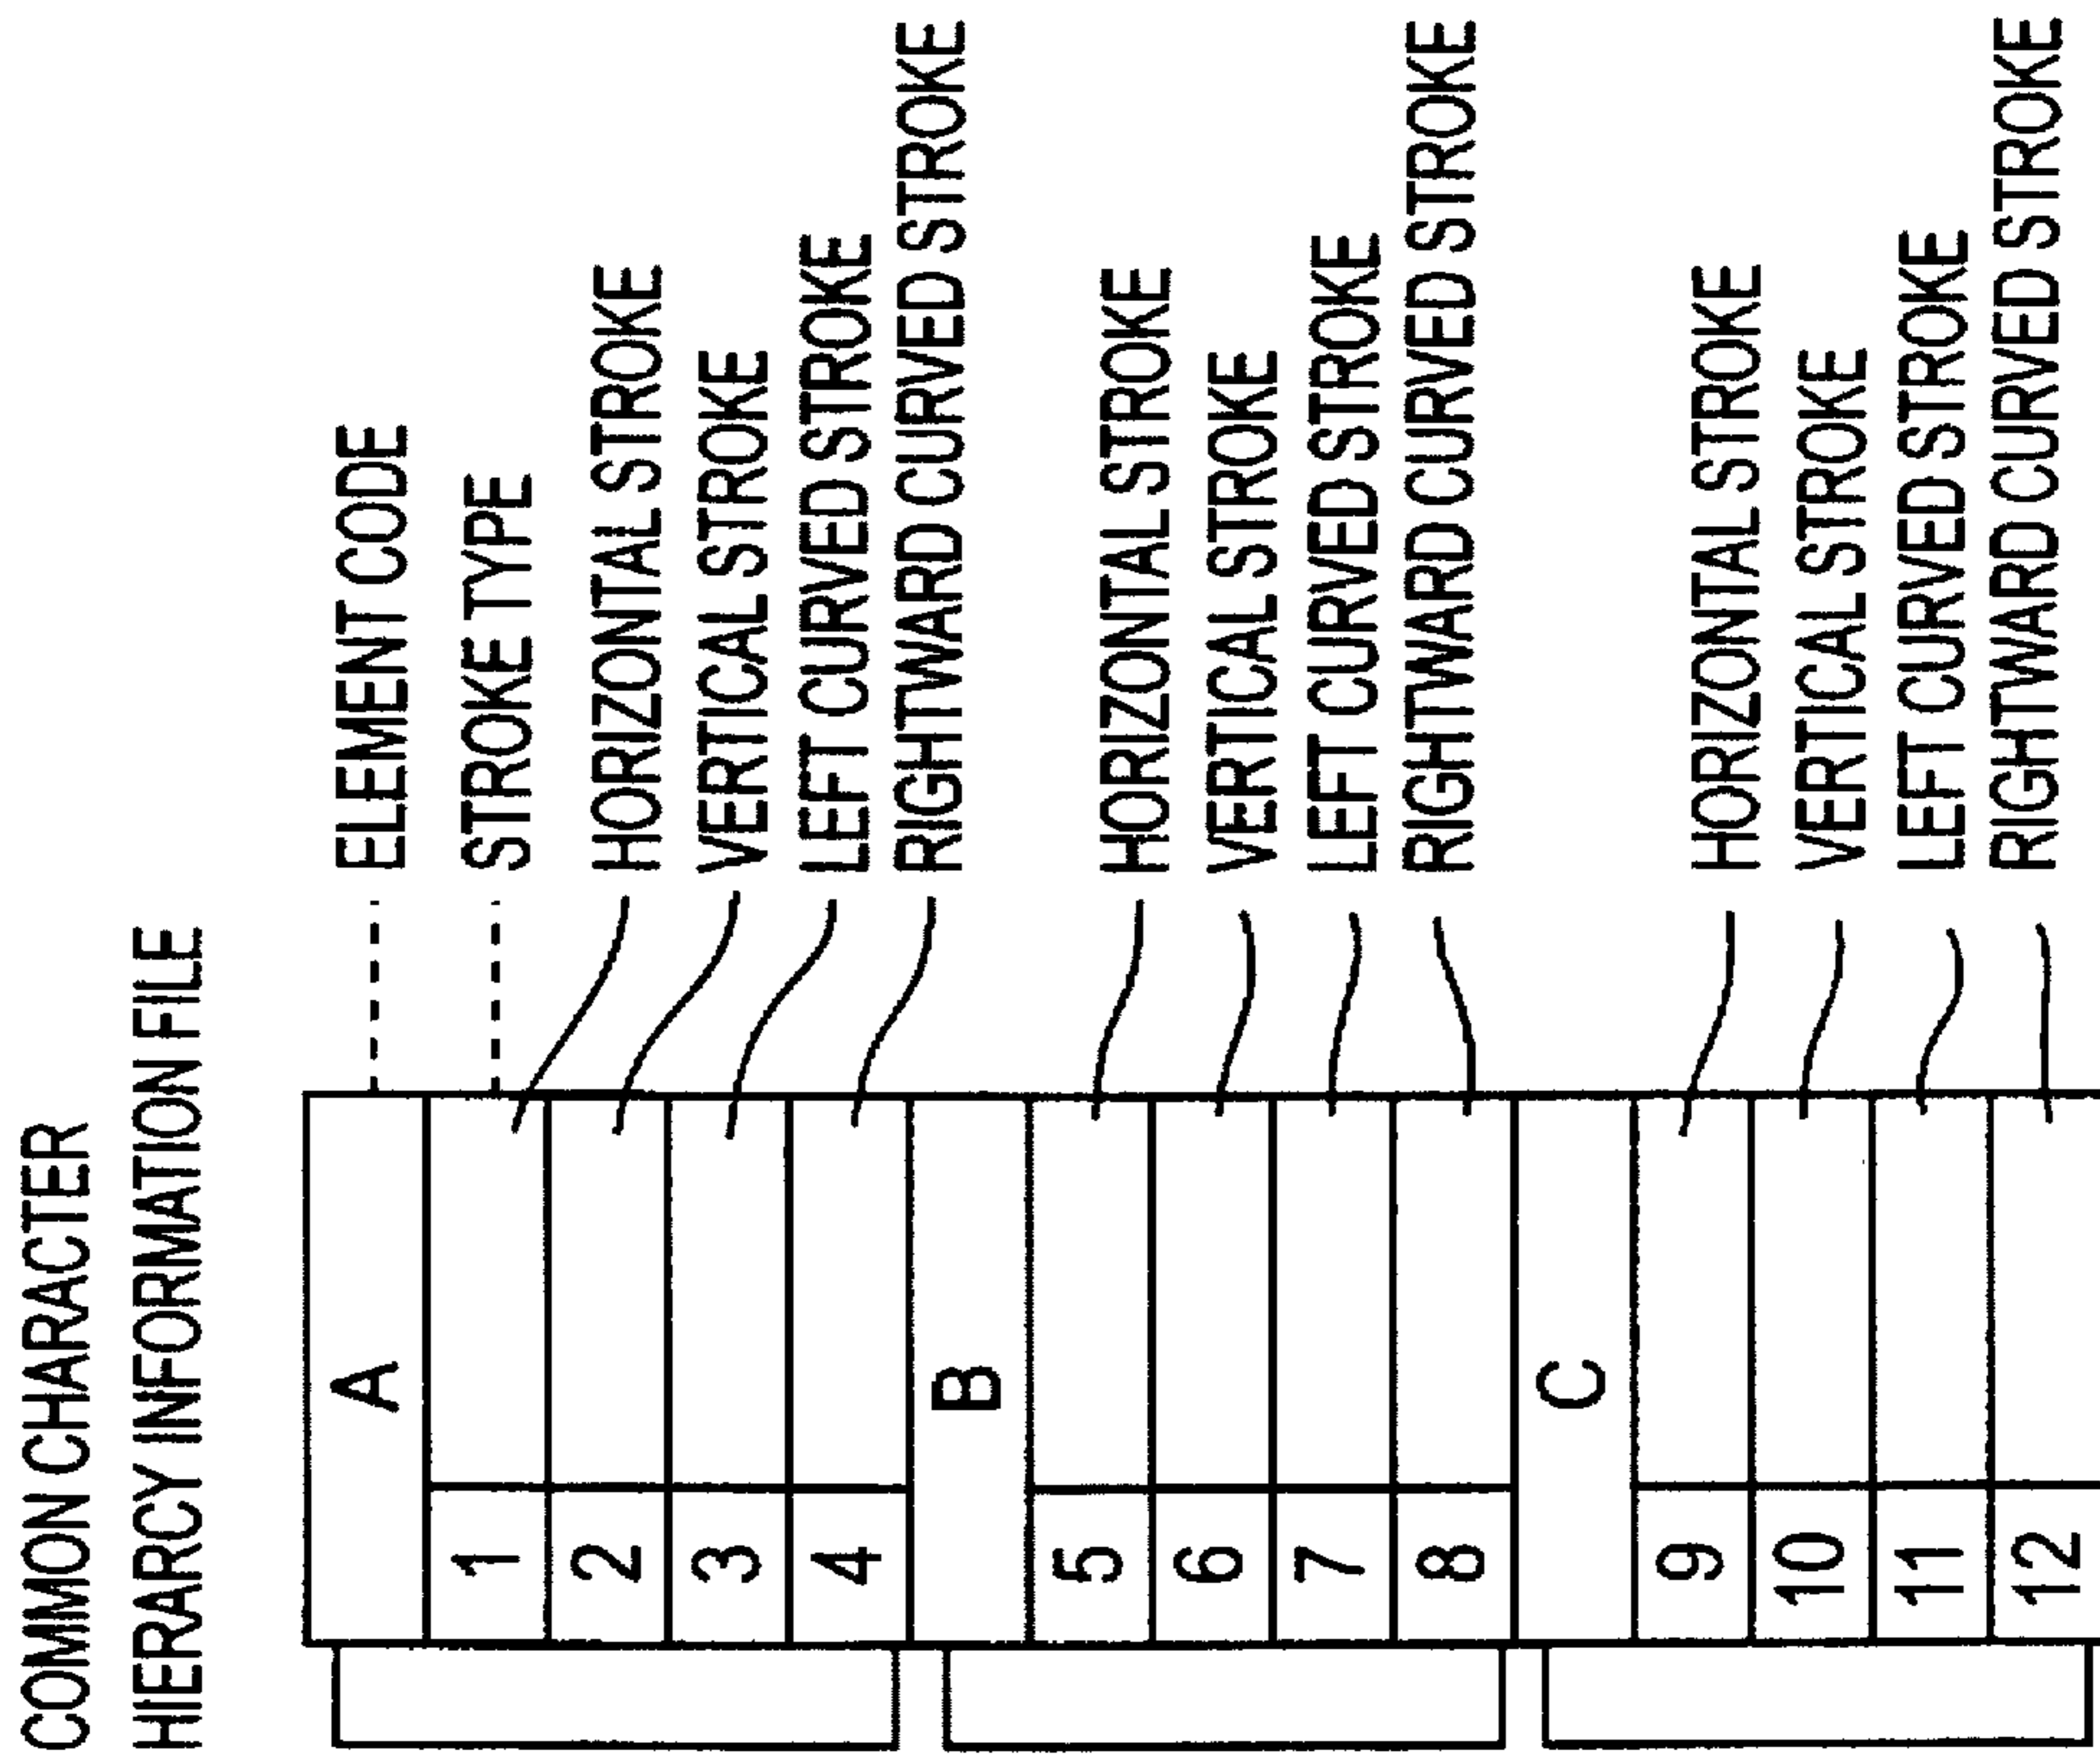 COMMON CHARACTER
HIERARCY INFORMATION FILE
A ELEMENT CODE
1 STROKE TYPE
HORIZONTAL STROKE
2 VERTICAL STROKE
3 LEFT CURVED STROKE
4 RIGHTWARD CURVED STROKE
B
5 HORIZONTAL STROKE
6 VERTICAL STROKE
7 LEFT CURVED STROKE
8 RIGHTWARD CURVED STROKE
C
9 HORIZONTAL STROKE
10 VERTICAL STROKE
11 LEFT CURVED STROKE
12 RIGHTWARD CURVED STROKE